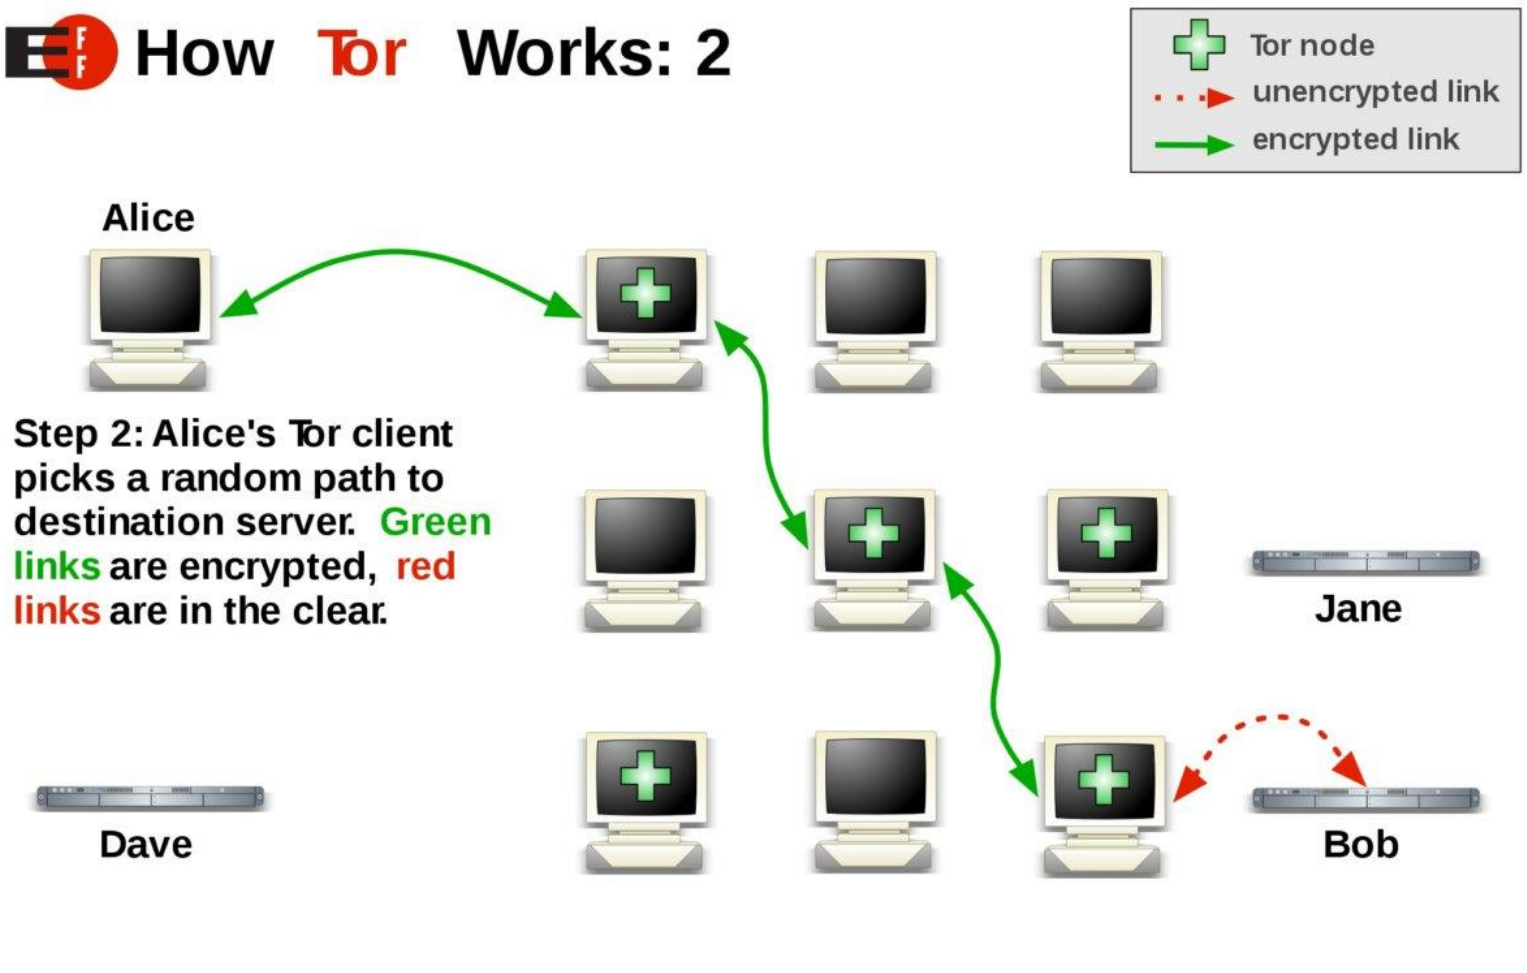 E F F How Tor Works: 2
Tor node
unencrypted link
encrypted link
Alice
Step 2: Alice's Tor client
picks a random path to
destination server. Green
links are encrypted, red
links are in the clear.
Jane
Dave
Bob